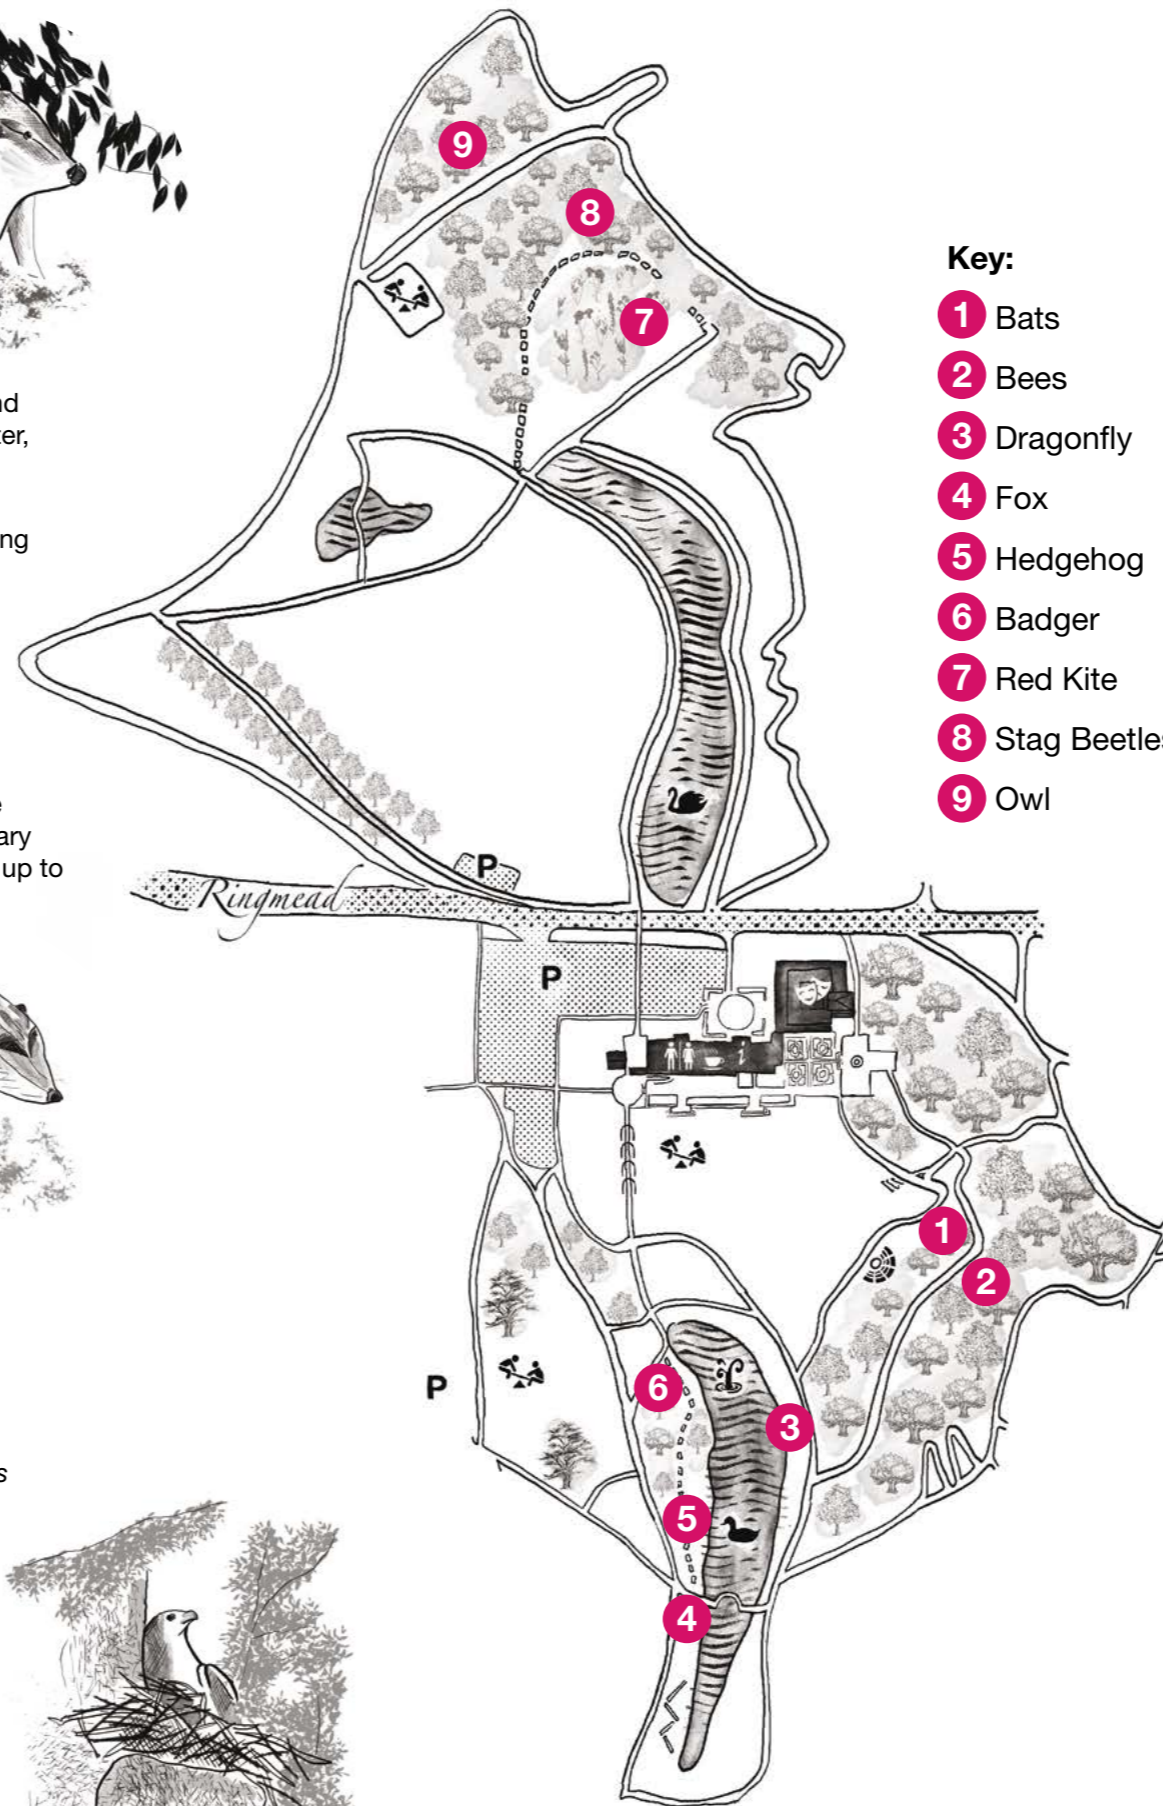 nd
ter,
ng
e
ary
up to
s
9
8
7
Key:
1 Bats
2 Bees
3 Dragonfly
4 Fox
5 Hedgehog
6 Badger
7 Red Kite
8 Stag Beetles
9 Owl
P
Ringmead
P
1
2
P
6
3
5
4